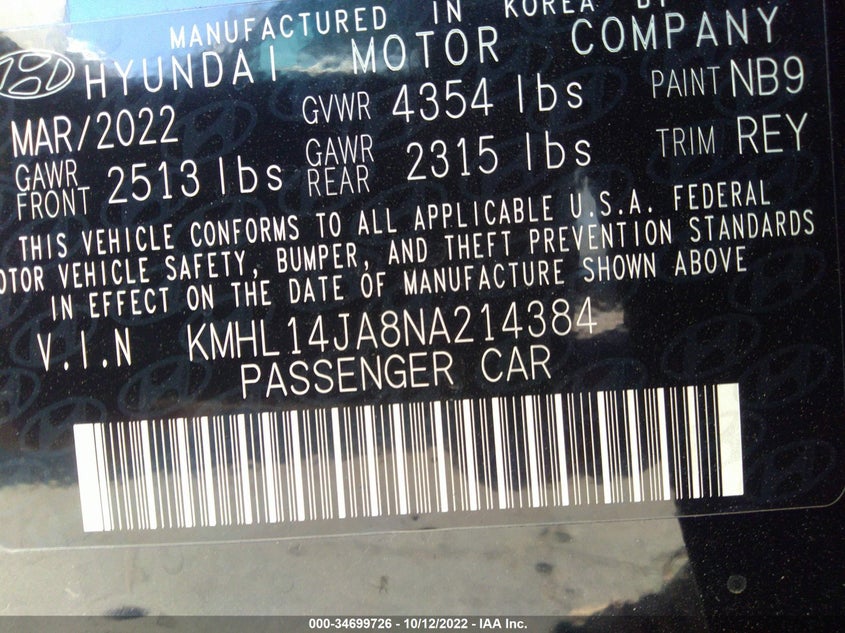 MANUFACTURED IN KOREA BY
HYUNDAI MOTOR COMPANY
MAR/2022 GVWR 4354 lbs PAINT NB9
GAWR FRONT 2513 lbs GAWR REAR 2315 lbs TRIM REY
THIS VEHICLE CONFORMS TO ALL APPLICABLE U.S.A. FEDERAL
OTOR VEHICLE SAFETY, BUMPER, AND THEFT PREVENTION STANDARDS
IN EFFECT ON THE DATE OF MANUFACTURE SHOWN ABOVE
V.I.N KMHL14JA8NA214384
PASSENGER CAR
000-34699726 - 10/12/2022 - IAA Inc.